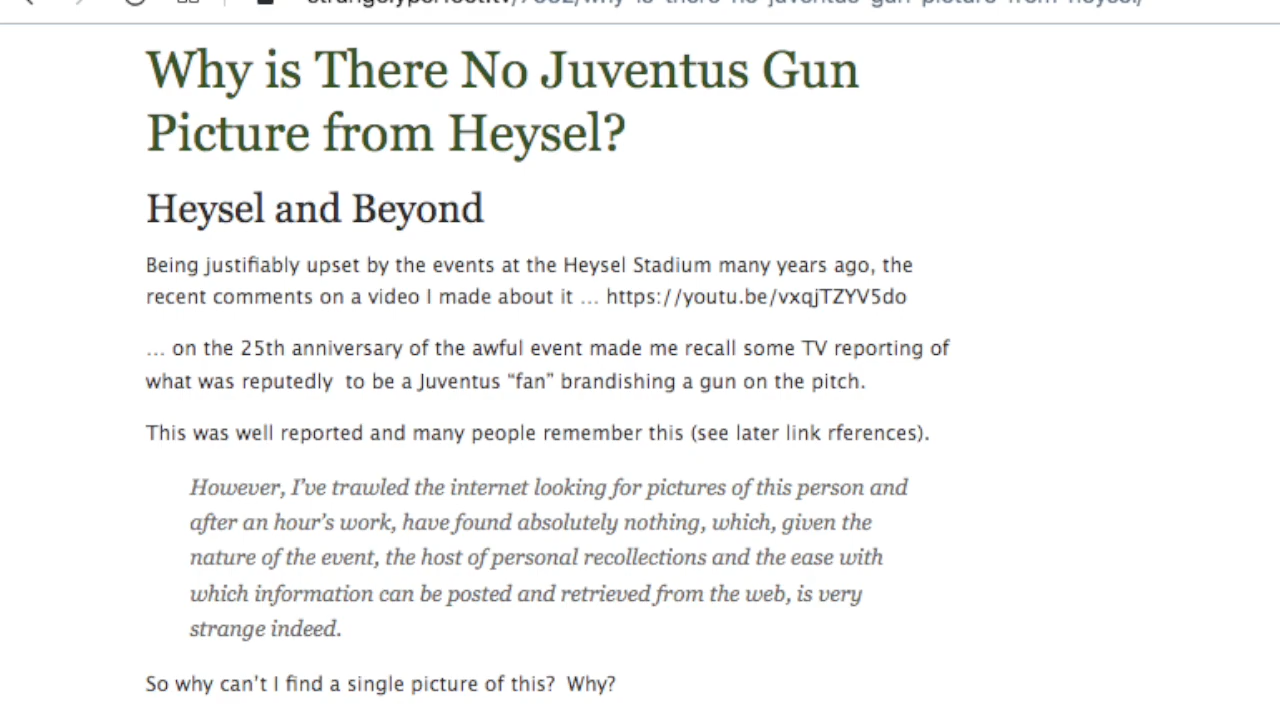 Why is There No Juventus Gun
Picture from Heysel?
Heysel and Beyond
Being justifiably upset by the events at the Heysel Stadium many years ago, the
recent comments on a video I made about it ... https://youtu.be/vxqjTZYV5do
... on the 25th anniversary of the awful event made me recall some TV reporting of
what was reputedly  to be a Juventus “fan” brandishing a gun on the pitch.
This was well reported and many people remember this (see later link rferences).
However, I’ve trawled the internet looking for pictures of this person and
after an hour’s work, have found absolutely nothing, which, given the
nature of the event, the host of personal recollections and the ease with
which information can be posted and retrieved from the web, is very
strange indeed.
So why can't I find a single picture of this?  Why?